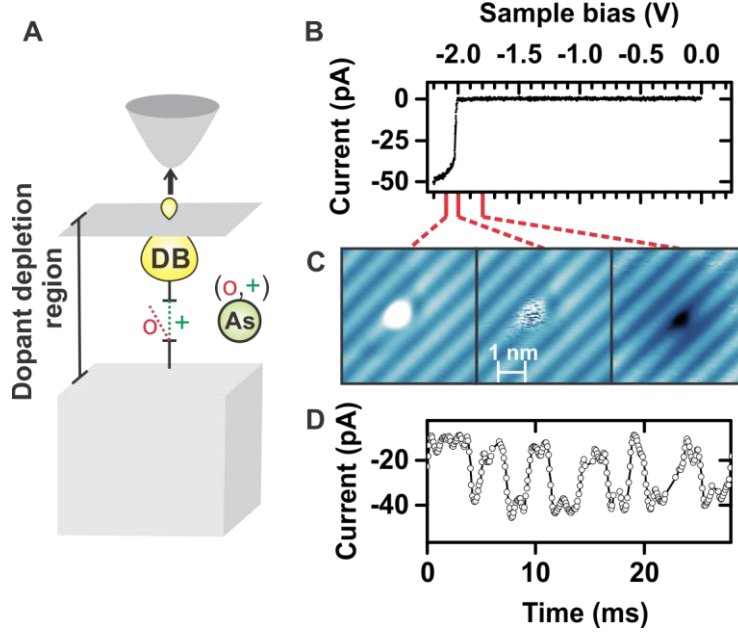 A
Dopant depletion
region
DB
o
+
(o,+)
As
B
Sample bias (V)
-2.0 -1.5 -1.0 -0.5 0.0
Current (pA)
0
-25
-50
C
1 nm
D
Current (pA)
-20
-40
0 10 20
Time (ms)